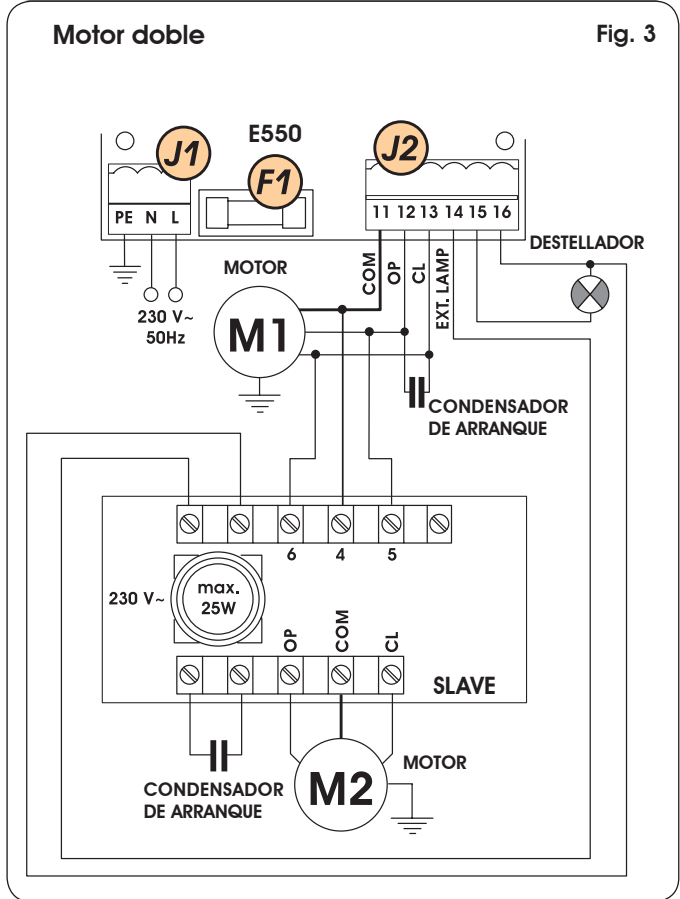 Motor doble
Fig. 3
E550
J1
F1
J2
PE N L
11 12 13 14 15 16
230 V~
50Hz
MOTOR
M1
COM
OP
CL
EXT. LAMP
DESTELLADOR
CONDENSADOR
DE ARRANQUE
6 4 5
230 V~
max.
25W
OP
COM
CL
SLAVE
CONDENSADOR
DE ARRANQUE
M2
MOTOR